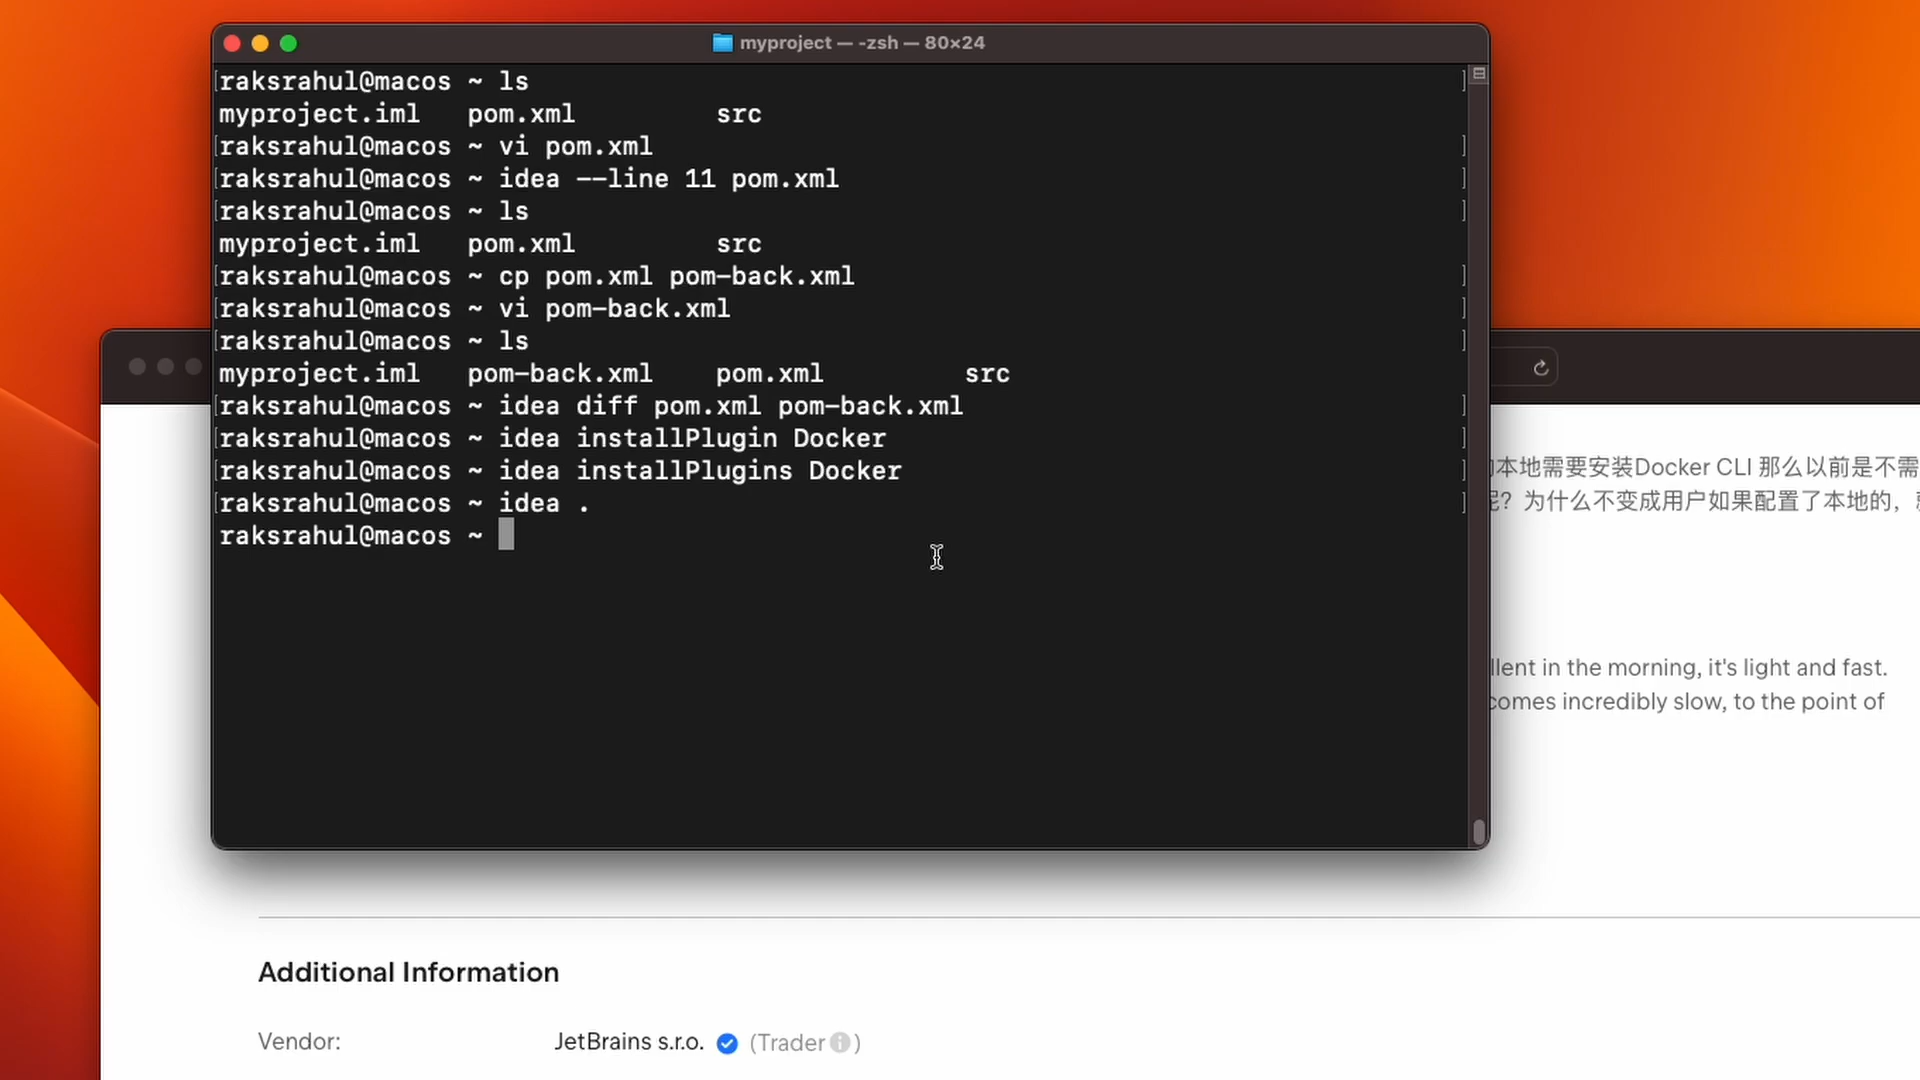 myproject — -zsh — 80×24
raksrahul@macos ~ ls
myproject.iml pom.xml src
raksrahul@macos ~ vi pom.xml
raksrahul@macos ~ idea --line 11 pom.xml
raksrahul@macos ~ ls
myproject.iml pom.xml src
raksrahul@macos ~ cp pom.xml pom-back.xml
raksrahul@macos ~ vi pom-back.xml
raksrahul@macos ~ ls
myproject.iml pom-back.xml pom.xml src
raksrahul@macos ~ idea diff pom.xml pom-back.xml
raksrahul@macos ~ idea installPlugin Docker
raksrahul@macos ~ idea installPlugins Docker
raksrahul@macos ~ idea .
raksrahul@macos ~
本地需要安装Docker CLI 那么以前是不需
？为什么不变成用户如果配置了本地的，
llent in the morning, it's light and fast.
comes incredibly slow, to the point of
Additional Information
Vendor: JetBrains s.r.o. (Trader)